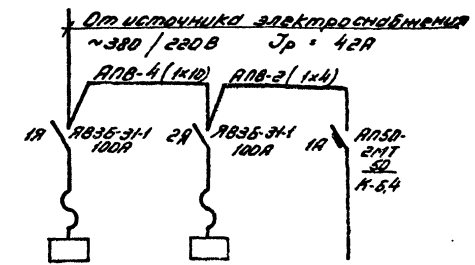 От источника электроснабжения
~380/220В Iр = 42А
АПВ-4(1х10) АПВ-2(1х4)
1Я ЯВЗБ-31-1 100А
2Я ЯВЗБ-31-1 100А
1А АП50-2МТ
50
К-6,4